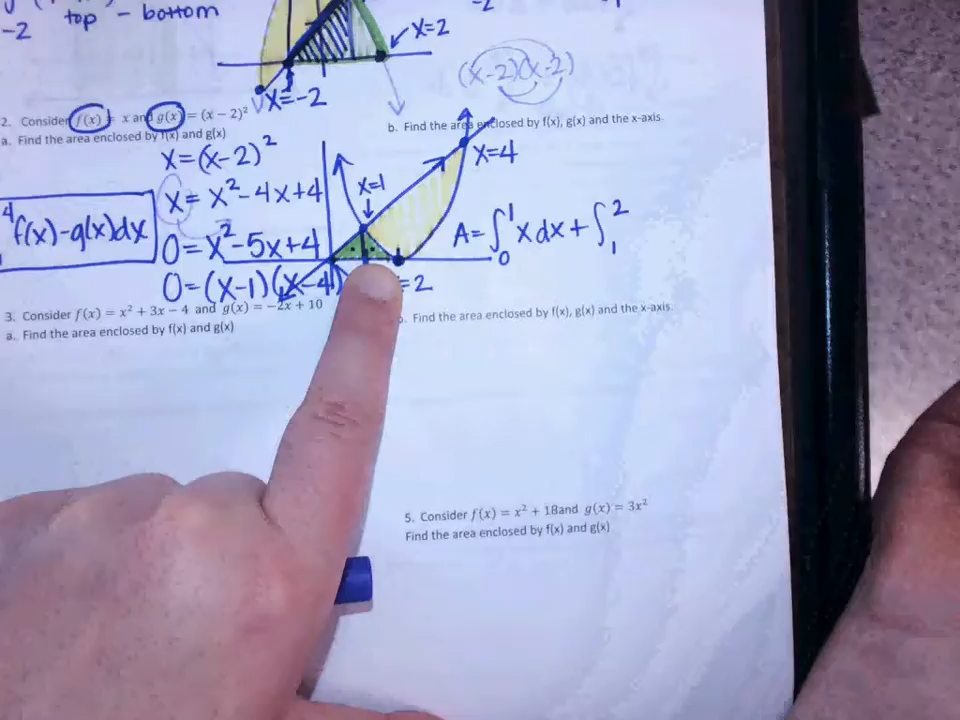 -2 top - bottom
-2
x=2
x=-2
(x-2)(x-2)
2. Consider f(x) = x and g(x) = (x − 2)²
a. Find the area enclosed by f(x) and g(x)
b. Find the area enclosed by f(x), g(x) and the x-axis.
x=(x-2)²
x=x²-4x+4
0=x²-5x+4
0=(x-1)(x-4)
4 f(x)-g(x)dx
x=1
x=4
=2
A=∫₀¹xdx+∫₁²
3. Consider f(x) = x² + 3x − 4 and g(x) = −2x + 10
a. Find the area enclosed by f(x) and g(x)
. Find the area enclosed by f(x), g(x) and the x-axis.
5. Consider f(x) = x² + 18and g(x) = 3x²
Find the area enclosed by f(x) and g(x)